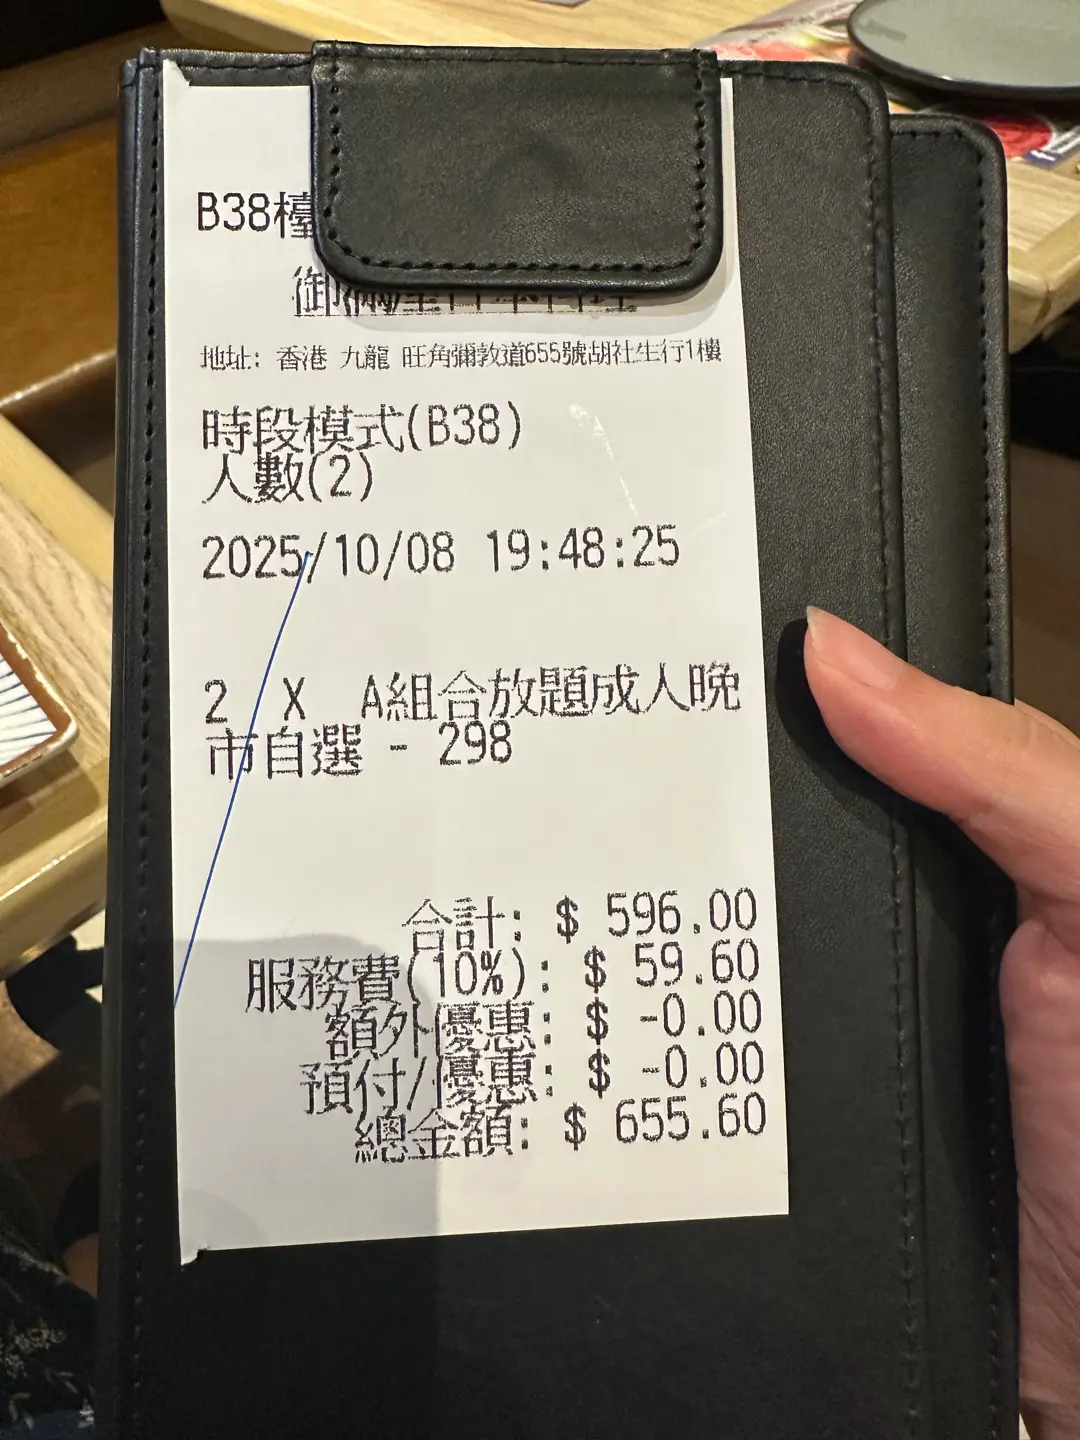 B38檯
御
地址: 香港 九龍 旺角彌敦道655號胡社生行1樓
時段模式(B38)
人數(2)
2025/10/08 19:48:25
2 X A組合放題成人晚
市自選 - 298
合計: $ 596.00
服務費(10%): $ 59.60
額外優惠: $ -0.00
預付/優惠: $ -0.00
總金額: $ 655.60